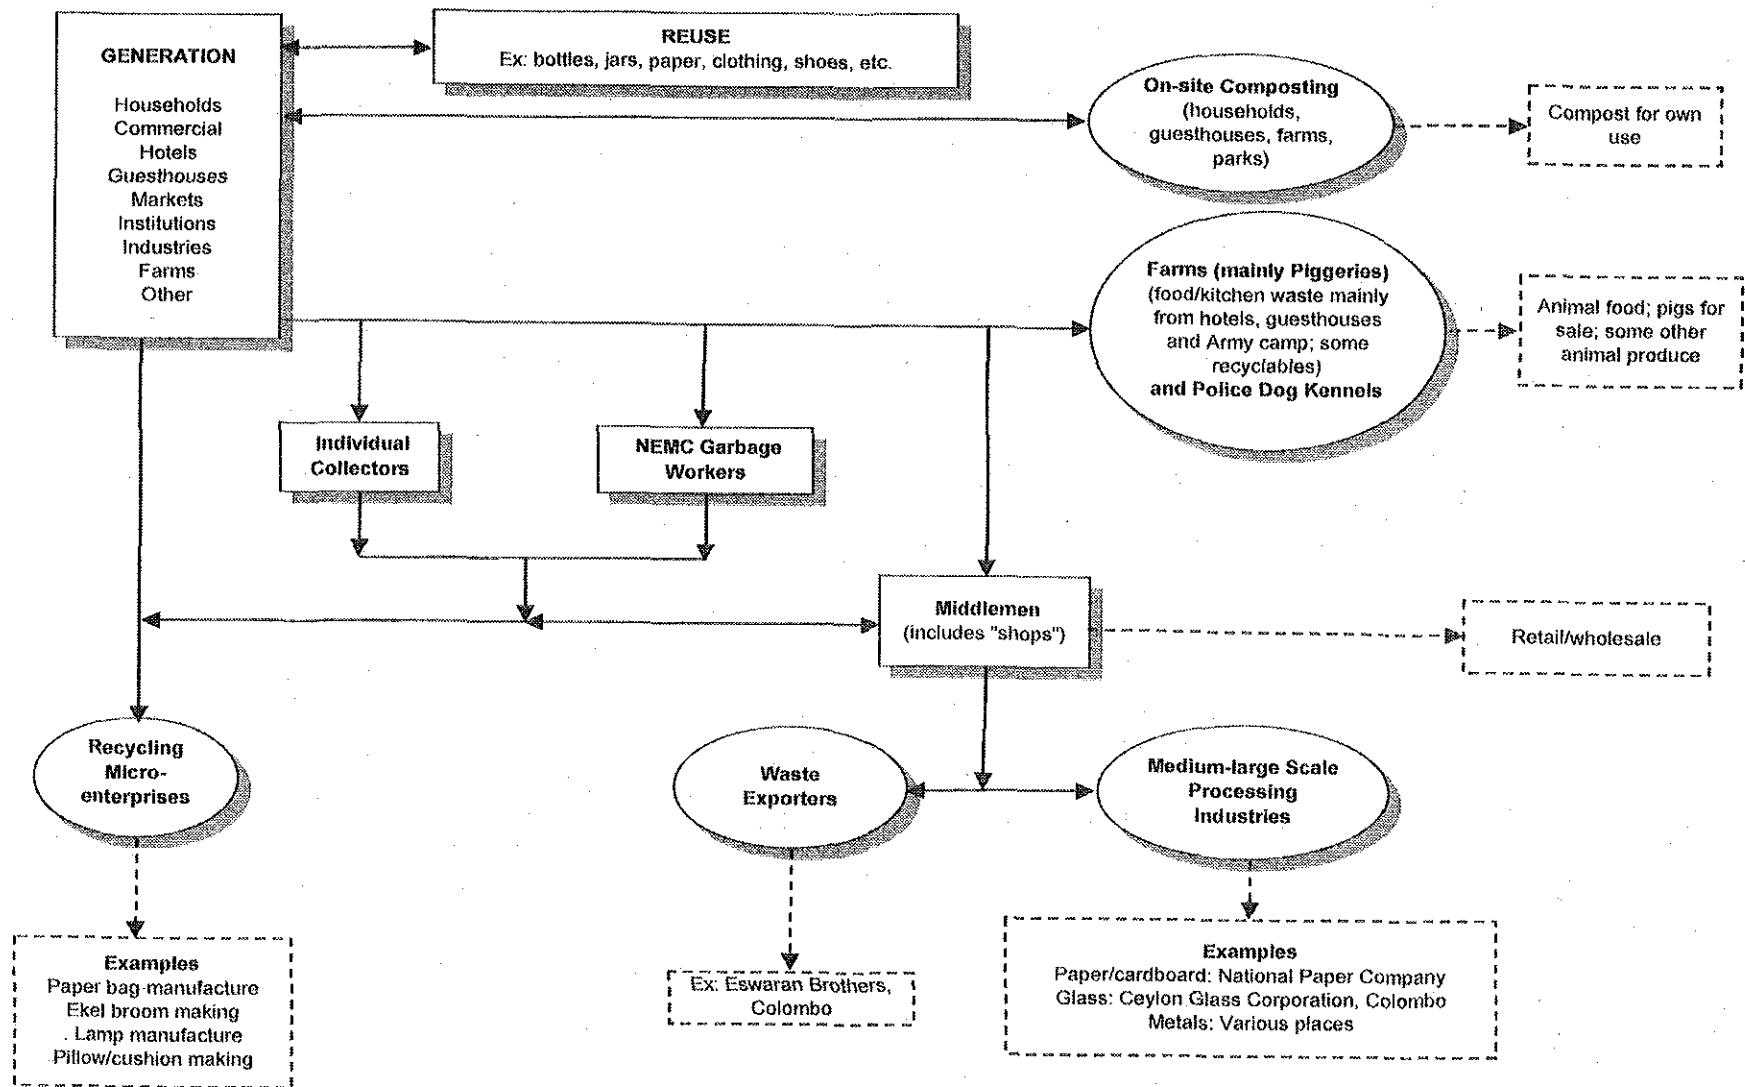 GENERATION
Households
Commercial
Hotels
Guesthouses
Markets
Institutions
Industries
Farms
Other
REUSE
Ex: bottles, jars, paper, clothing, shoes, etc.
On-site Composting
(households,
guesthouses, farms,
parks)
Compost for own
use
Farms (mainly Piggeries)
(food/kitchen waste mainly
from hotels, guesthouses
and Army camp; some
recyclables)
and Police Dog Kennels
Animal food; pigs for
sale; some other
animal produce
Individual
Collectors
NEMC Garbage
Workers
Middlemen
(includes "shops")
Retail/wholesale
Recycling
Micro-
enterprises
Waste
Exporters
Medium-large Scale
Processing
Industries
Examples
Paper bag manufacture
Ekel broom making
Lamp manufacture
Pillow/cushion making
Ex: Eswaran Brothers,
Colombo
Examples
Paper/cardboard: National Paper Company
Glass: Ceylon Glass Corporation, Colombo
Metals: Various places